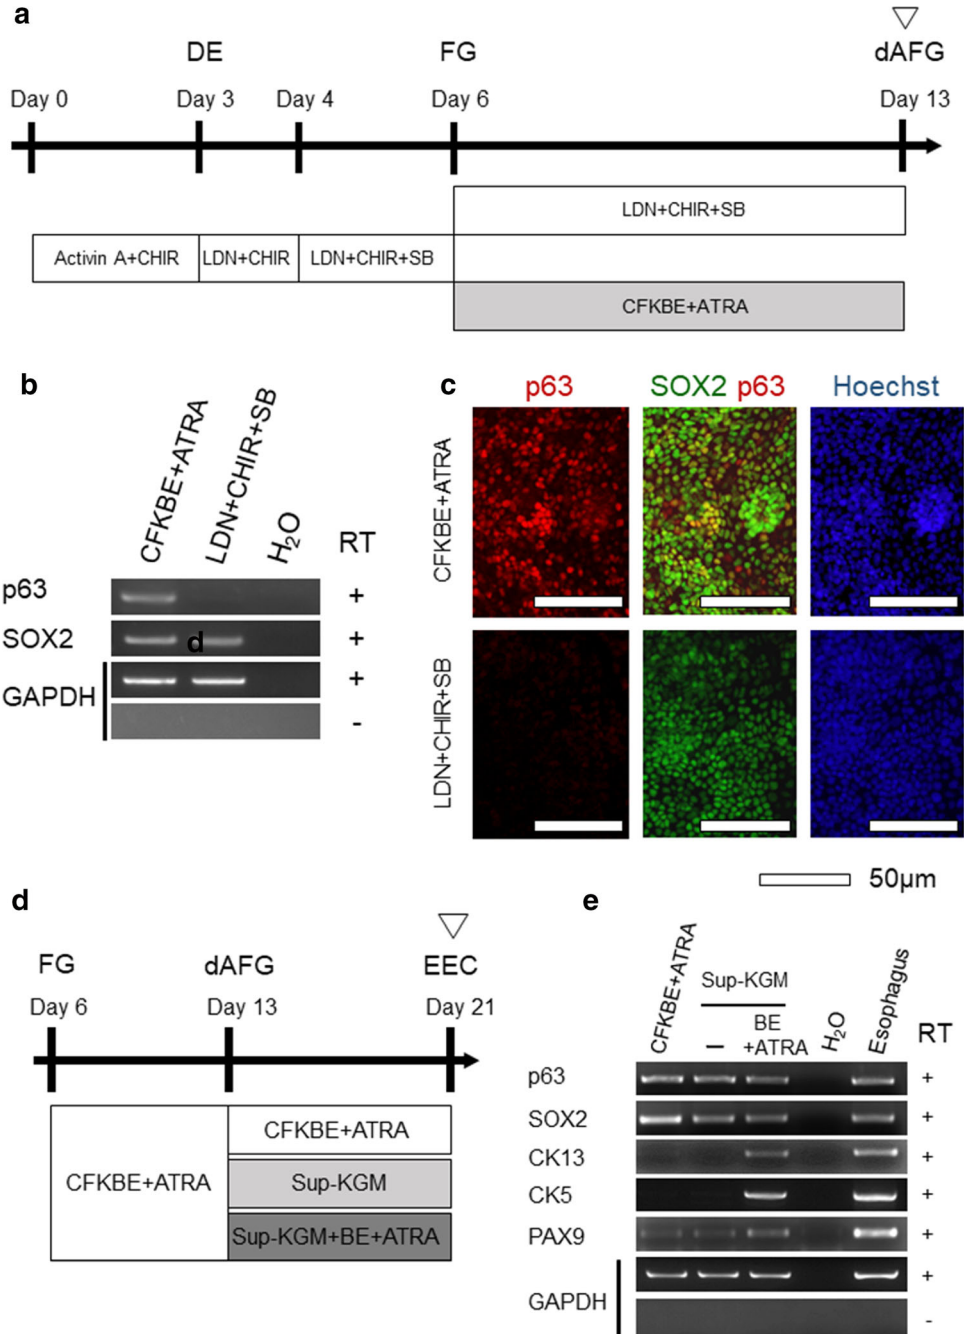 a
DE
FG
dAFG
Day 0
Day 3
Day 4
Day 6
Day 13
LDN+CHIR+SB
Activin A+CHIR
LDN+CHIR
LDN+CHIR+SB
CFKBE+ATRA
b
CFKBE+ATRA
LDN+CHIR+SB
H2O
RT
p63
+
SOX2
d
+
GAPDH
+
-
c
p63
SOX2 p63
Hoechst
CFKBE+ATRA
LDN+CHIR+SB
50µm
d
FG
dAFG
EEC
Day 6
Day 13
Day 21
CFKBE+ATRA
CFKBE+ATRA
Sup-KGM
Sup-KGM+BE+ATRA
e
CFKBE+ATRA
Sup-KGM
–
BE
+ATRA
H2O
Esophagus
RT
p63
+
SOX2
+
CK13
+
CK5
+
PAX9
+
GAPDH
+
-